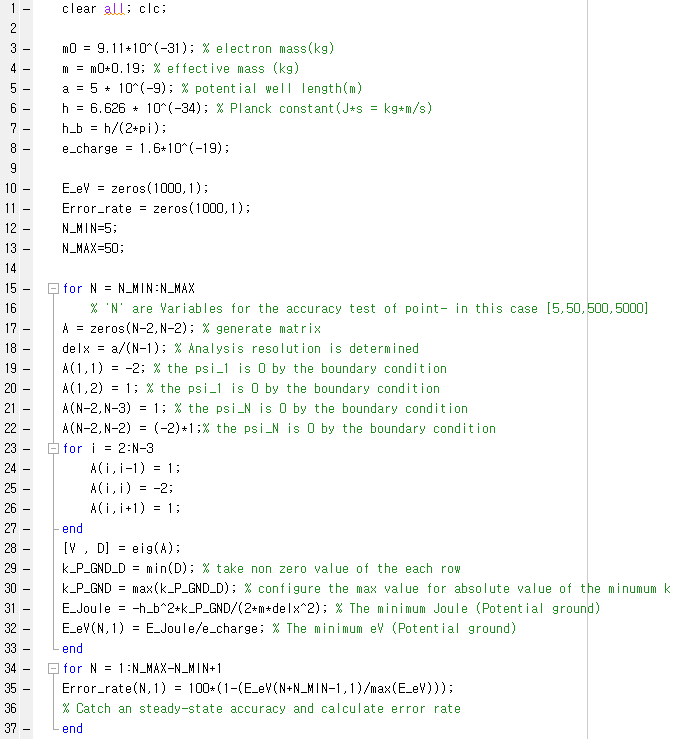 1 – clear all; clc;
2
3 – m0 = 9.11*10^(-31); % electron mass(kg)
4 – m = m0*0.19; % effective mass (kg)
5 – a = 5 * 10^(-9); % potential well length(m)
6 – h = 6.626 * 10^(-34); % Planck constant(J*s = kg*m/s)
7 – h_b = h/(2*pi);
8 – e_charge = 1.6*10^(-19);
9
10 – E_eV = zeros(1000,1);
11 – Error_rate = zeros(1000,1);
12 – N_MIN=5;
13 – N_MAX=50;
14
15 – for N = N_MIN:N_MAX
16 % 'N' are Variables for the accuracy test of point- in this case [5,50,500,5000]
17 – A = zeros(N-2,N-2); % generate matrix
18 – delx = a/(N-1); % Analysis resolution is determined
19 – A(1,1) = -2; % the psi_1 is 0 by the boundary condition
20 – A(1,2) = 1; % the psi_1 is 0 by the boundary condition
21 – A(N-2,N-3) = 1; % the psi_N is 0 by the boundary condition
22 – A(N-2,N-2) = (-2)*1;% the psi_N is 0 by the boundary condition
23 – for i = 2:N-3
24 – A(i,i-1) = 1;
25 – A(i,i) = -2;
26 – A(i,i+1) = 1;
27 – end
28 – [V , D] = eig(A);
29 – k_P_GND_D = min(D); % take non zero value of the each row
30 – k_P_GND = max(k_P_GND_D); % configure the max value for absolute value of the minumum k
31 – E_Joule = -h_b^2*k_P_GND/(2*m*delx^2); % The minimum Joule (Potential ground)
32 – E_eV(N,1) = E_Joule/e_charge; % The minimum eV (Potential ground)
33 – end
34 – for N = 1:N_MAX-N_MIN+1
35 – Error_rate(N,1) = 100*(1-(E_eV(N+N_MIN-1,1)/max(E_eV)));
36 % Catch an steady-state accuracy and calculate error rate
37 – end